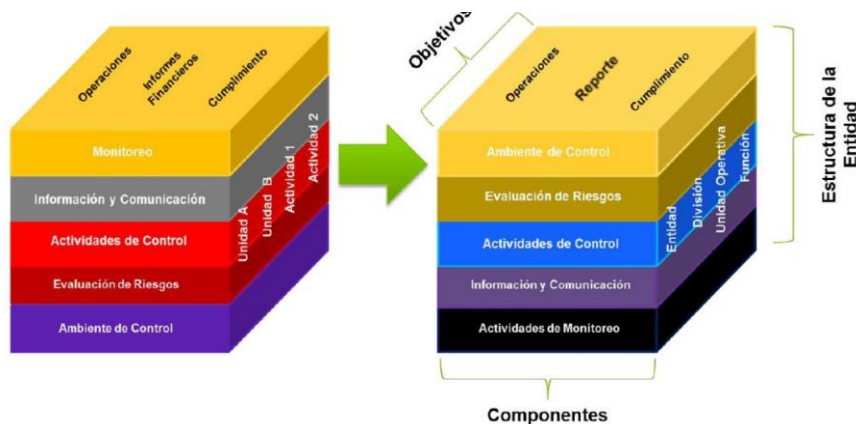 Operaciones
Informes
Financieros
Cumplimiento
Monitoreo
Información y Comunicación
Actividades de Control
Evaluación de Riesgos
Ambiente de Control
Unidad A
Unidad B
Actividad 1
Actividad 2
Objetivos
Operaciones
Reporte
Cumplimiento
Ambiente de Control
Evaluación de Riesgos
Actividades de Control
Información y Comunicación
Actividades de Monitoreo
Entidad
División
Unidad Operativa
Función
Estructura de la
Entidad
Componentes